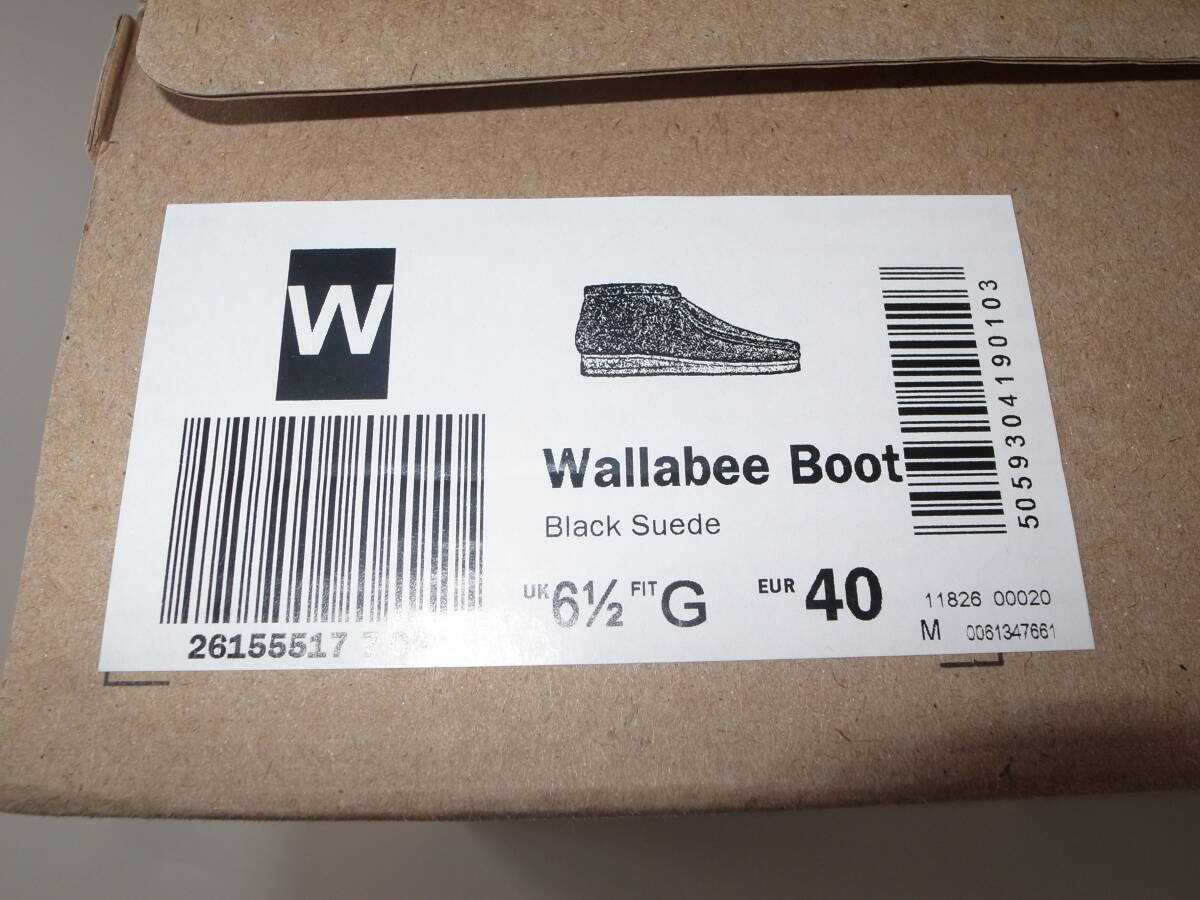 W
Wallabee Boot
Black Suede
UK 6½ FIT G EUR 40
5059304190103
11826 00020
M 0061347661
26155517